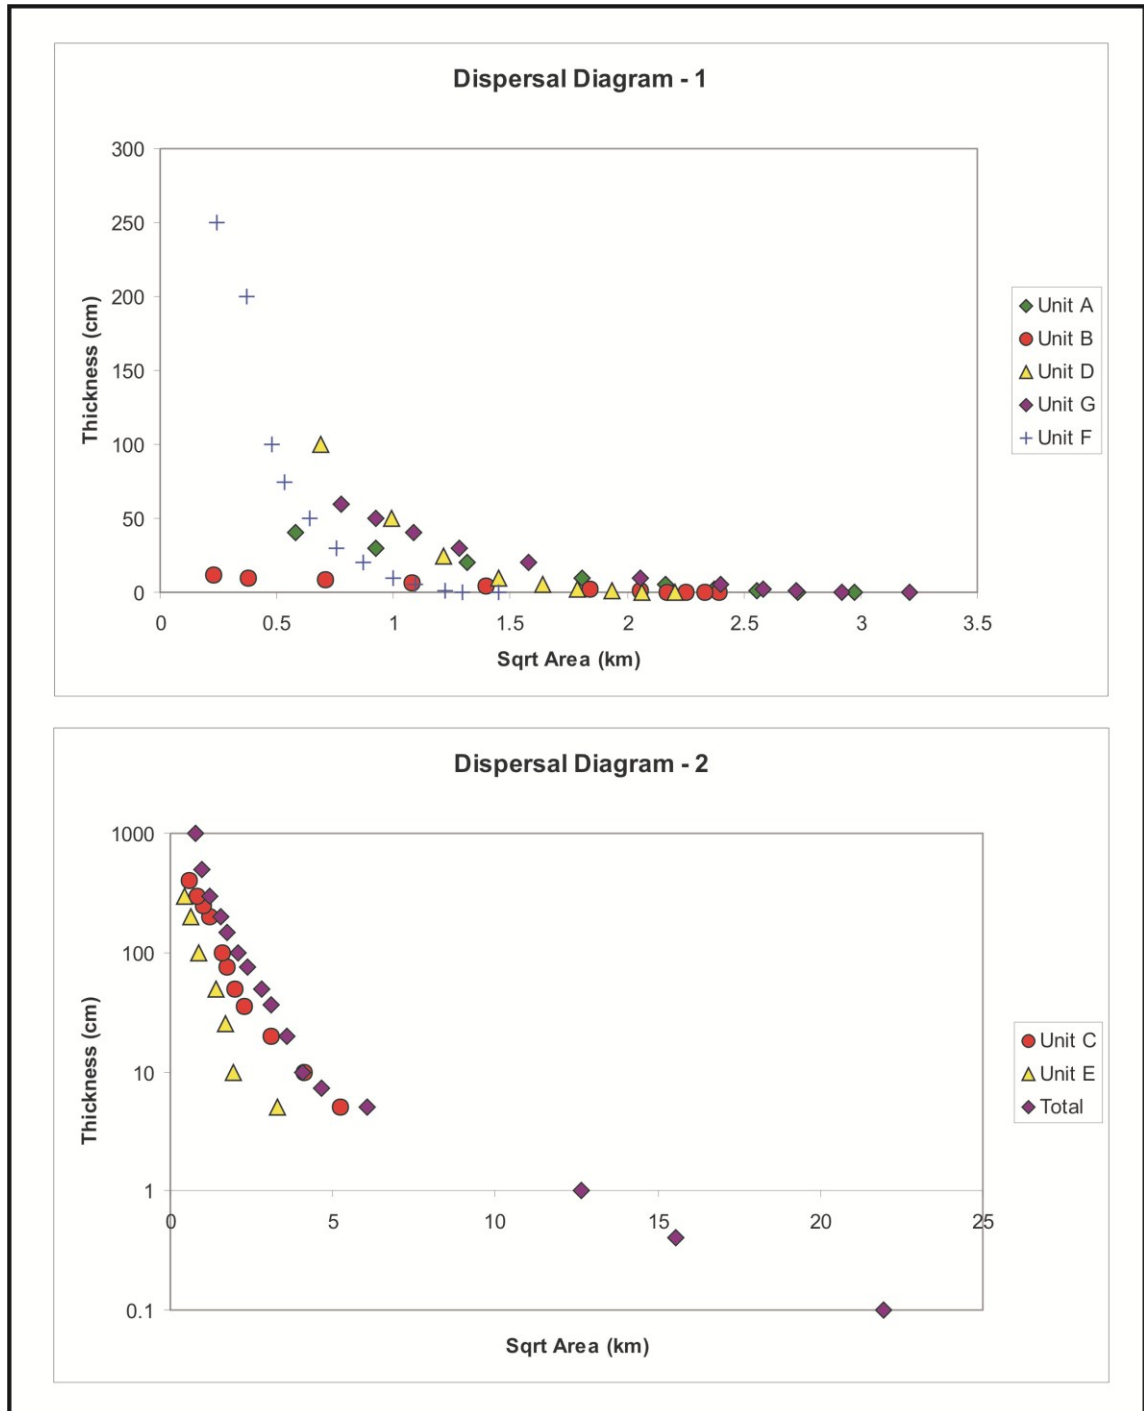 Dispersal Diagram - 1
300
250
200
150
100
50
0
Thickness (cm)
0 0.5 1 1.5 2 2.5 3 3.5
Sqrt Area (km)
Unit A
Unit B
Unit D
Unit G
Unit F
Dispersal Diagram - 2
1000
100
10
1
0.1
Thickness (cm)
0 5 10 15 20 25
Sqrt Area (km)
Unit C
Unit E
Total